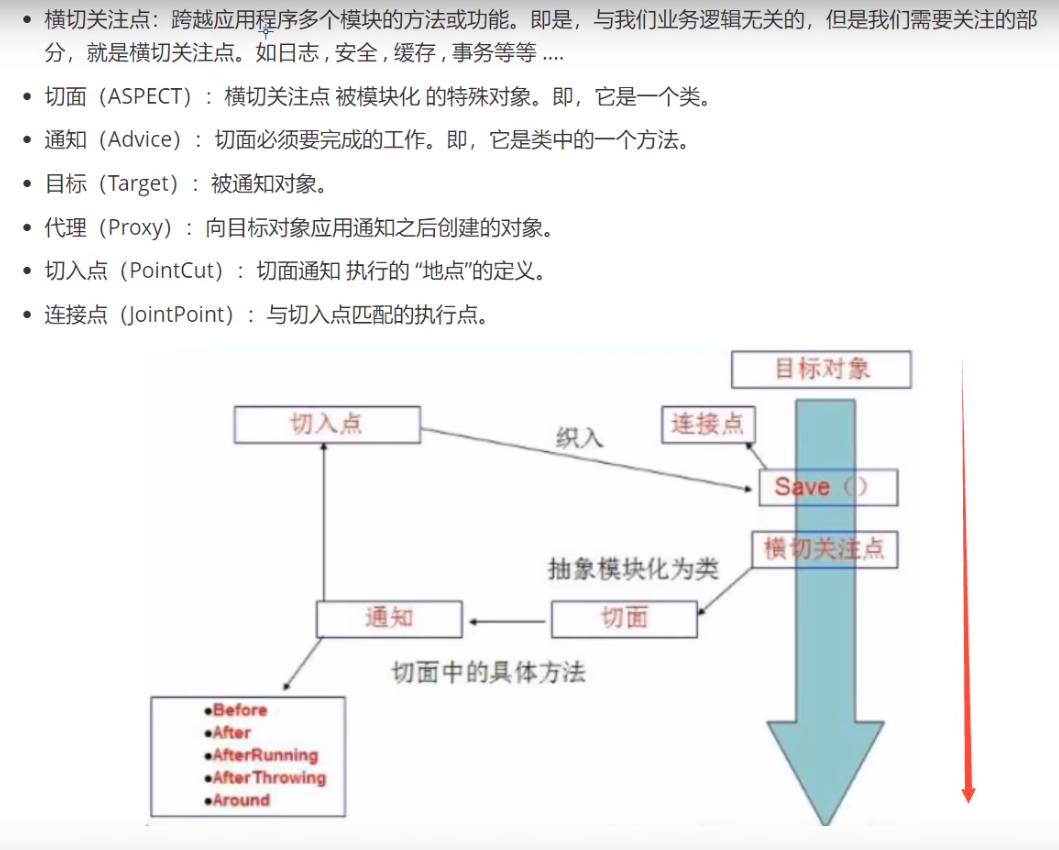 横切关注点：跨越应用程序多个模块的方法或功能。即是，与我们业务逻辑无关的，但是我们需要关注的部
分，就是横切关注点。如日志 , 安全 , 缓存 , 事务等等 ....
切面（ASPECT）：横切关注点 被模块化 的特殊对象。即，它是一个类。
通知（Advice）：切面必须要完成的工作。即，它是类中的一个方法。
目标（Target）：被通知对象。
代理（Proxy）：向目标对象应用通知之后创建的对象。
切入点（PointCut）：切面通知 执行的 “地点”的定义。
连接点（JointPoint）：与切入点匹配的执行点。
目标对象
切入点
连接点
织入
Save（）
横切关注点
抽象模块化为类
通知
切面
切面中的具体方法
Before
After
AfterRunning
AfterThrowing
Around